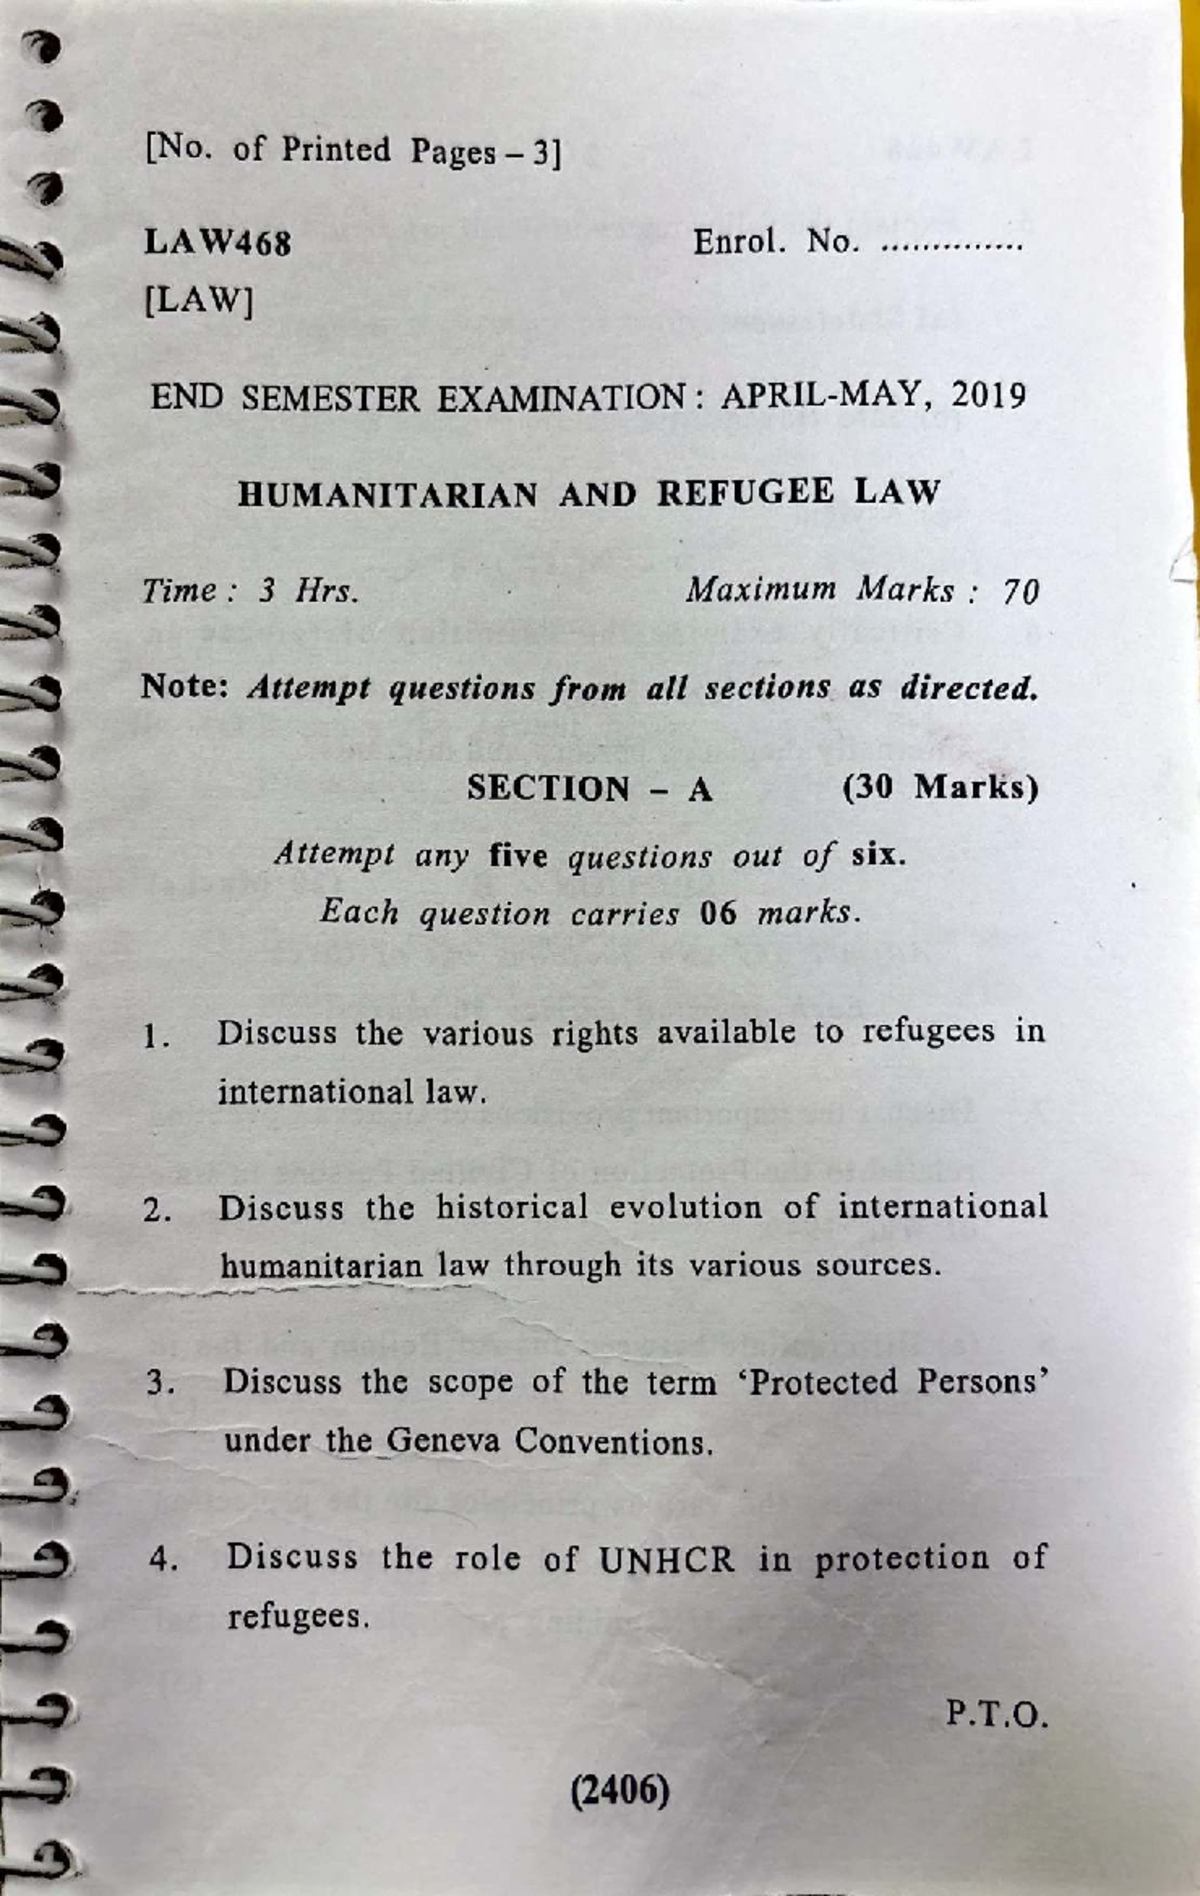 [No. of Printed Pages – 3]
LAW468 Enrol. No. ..............
[LAW]
END SEMESTER EXAMINATION : APRIL-MAY, 2019
HUMANITARIAN AND REFUGEE LAW
Time : 3 Hrs. Maximum Marks : 70
Note: Attempt questions from all sections as directed.
SECTION – A (30 Marks)
Attempt any five questions out of six.
Each question carries 06 marks.
1. Discuss the various rights available to refugees in
international law.
2. Discuss the historical evolution of international
humanitarian law through its various sources.
3. Discuss the scope of the term ‘Protected Persons’
under the Geneva Conventions.
4. Discuss the role of UNHCR in protection of
refugees.
P.T.O.
(2406)